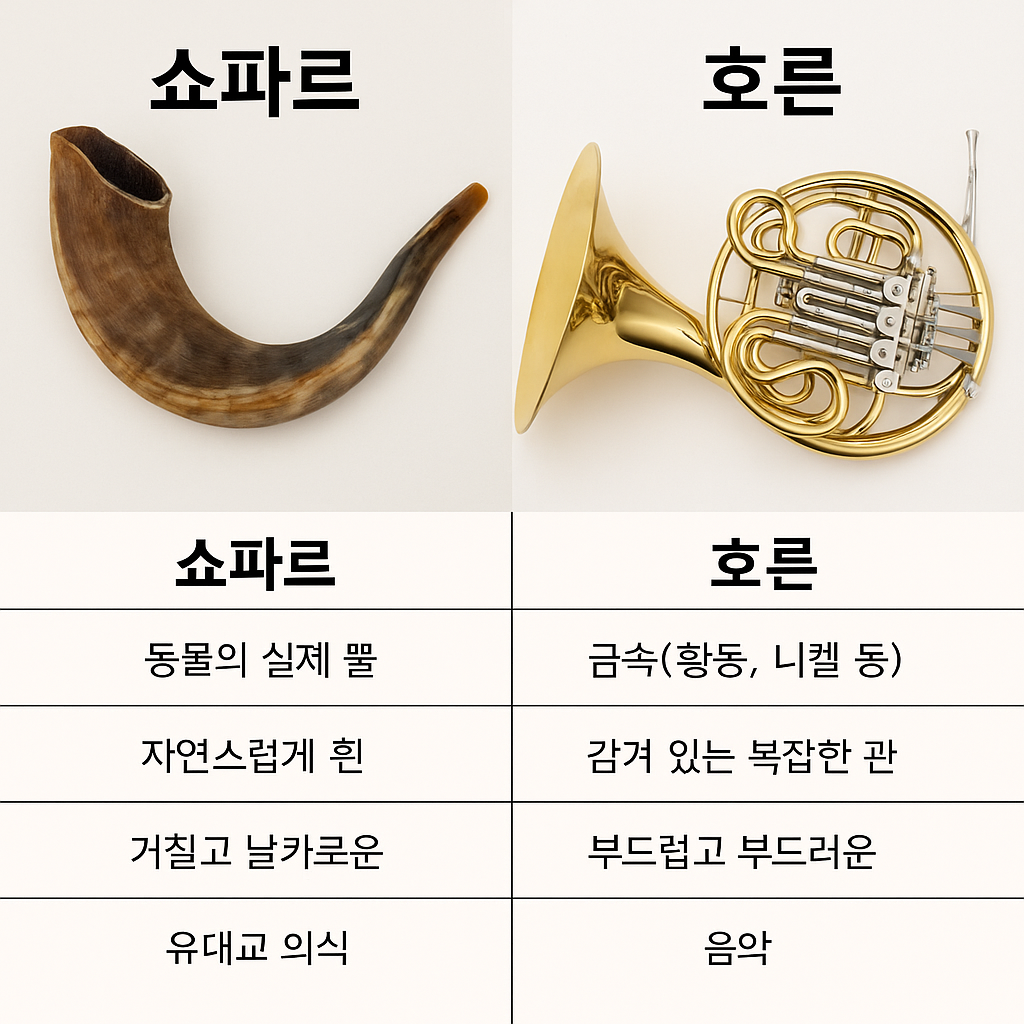 쇼파르
호른
쇼파르
호른
동물의 실제 뿔
금속(황동, 니켈 동)
자연스럽게 휜
감겨 있는 복잡한 관
거칠고 날카로운
부드럽고 부드러운
유대교 의식
음악